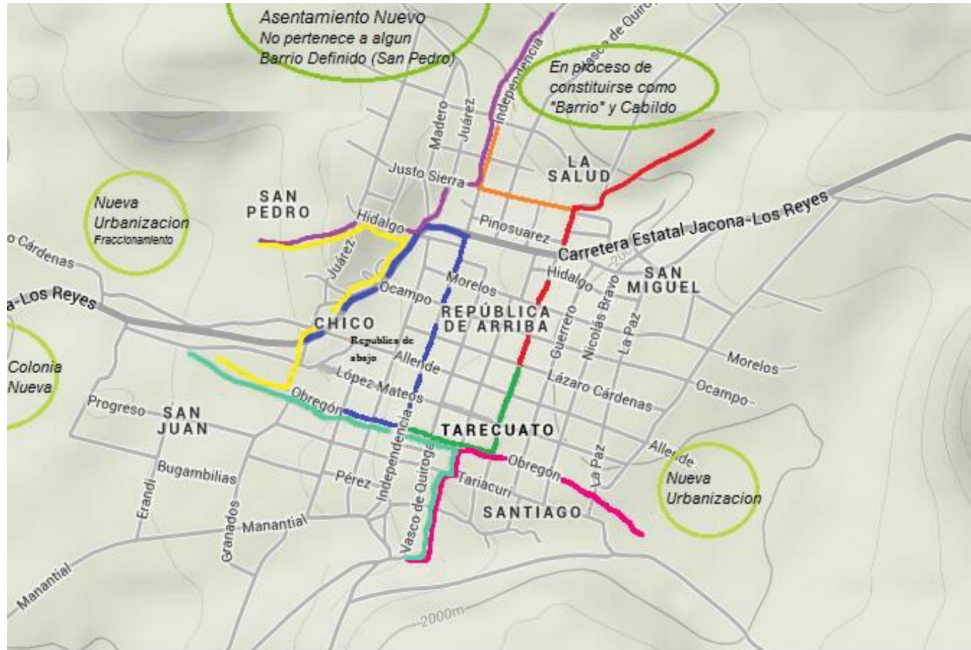 Asentamiento Nuevo
No pertenece a algun
Barrio Definido (San Pedro)
Independencia
Vasco de Quiro
En proceso de
constituirse como
"Barrio" y Cabildo
Madero
Juárez
Justo Sierra
LA
SALUD
Nueva
Urbanizacion
Fraccionamiento
SAN
PEDRO
Hidalgo
Pinosuarez
Carretera Estatal Jacona-Los Reyes
o Cárdenas
Juárez
Hidalgo
SAN
MIGUEL
a-Los Reyes
Ocampo
Morelos
REPÚBLICA
DE ARRIBA
Guerrero
Nicolás Bravo
La Paz
CHICO
Republica de
abajo
Allende
Lázaro Cárdenas
Morelos
Ocampo
Colonia
Nueva
López Mateos
Obregón
Progreso
SAN
JUAN
Independencia
Vasco de Quiroga
TARECUATO
Obregón
La Paz
Allende
Nueva
Urbanizacion
Bugambilias
Pérez
Tariacuri
SANTIAGO
Erandi
Granados
Manantial
Manantial
2000m